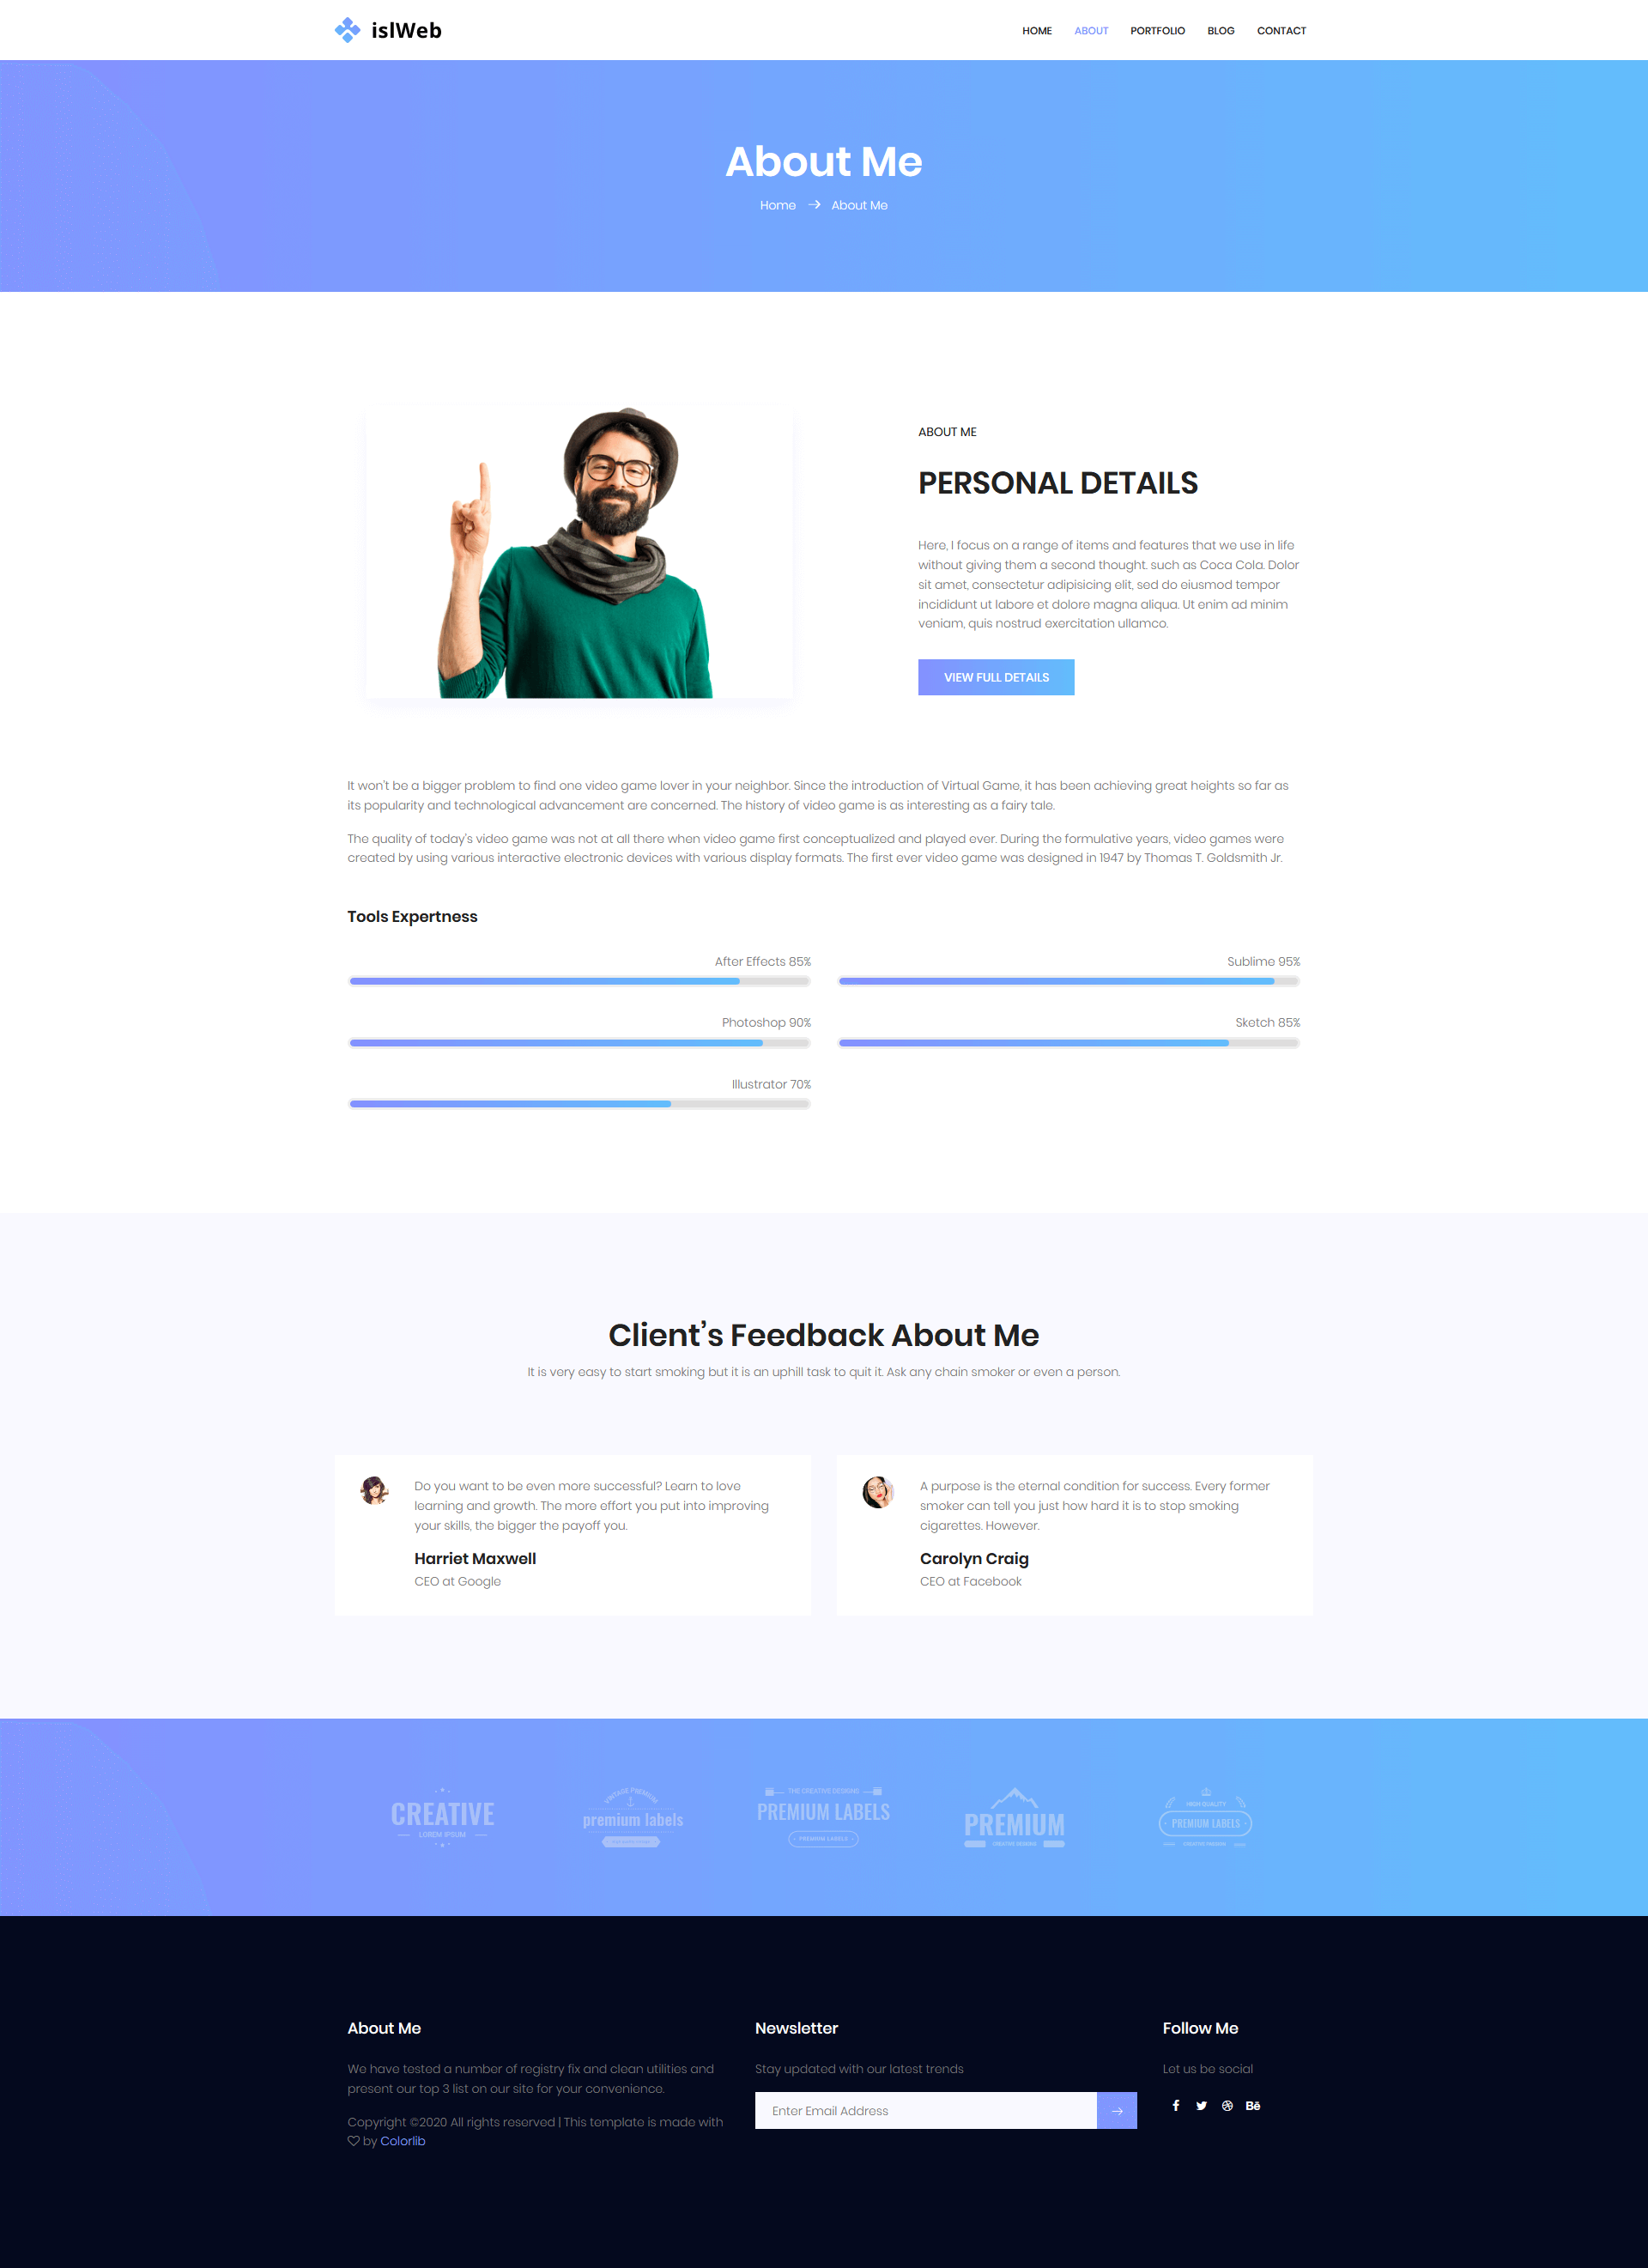 islWeb
HOME ABOUT PORTFOLIO BLOG CONTACT
About Me
Home → About Me
ABOUT ME
PERSONAL DETAILS
Here, I focus on a range of items and features that we use in life
without giving them a second thought. such as Coca Cola. Dolor
sit amet, consectetur adipisicing elit, sed do eiusmod tempor
incididunt ut labore et dolore magna aliqua. Ut enim ad minim
veniam, quis nostrud exercitation ullamco.
VIEW FULL DETAILS
It won't be a bigger problem to find one video game lover in your neighbor. Since the introduction of Virtual Game, it has been achieving great heights so far as
its popularity and technological advancement are concerned. The history of video game is as interesting as a fairy tale.
The quality of today's video game was not at all there when video game first conceptualized and played ever. During the formulative years, video games were
created by using various interactive electronic devices with various display formats. The first ever video game was designed in 1947 by Thomas T. Goldsmith Jr.
Tools Expertness
After Effects 85%
Sublime 95%
Photoshop 90%
Sketch 85%
Illustrator 70%
Client's Feedback About Me
It is very easy to start smoking but it is an uphill task to quit it. Ask any chain smoker or even a person.
Do you want to be even more successful? Learn to love
learning and growth. The more effort you put into improving
your skills, the bigger the payoff you.
Harriet Maxwell
CEO at Google
A purpose is the eternal condition for success. Every former
smoker can tell you just how hard it is to stop smoking
cigarettes. However.
Carolyn Craig
CEO at Facebook
CREATIVE
LOREM IPSUM
VINTAGE PREMIUM
premium labels
THE CREATIVE DESIGNS
PREMIUM LABELS
PREMIUM LABELS
PREMIUM
CREATIVE DESIGNS
HIGH QUALITY
PREMIUM LABELS
About Me
We have tested a number of registry fix and clean utilities and
present our top 3 list on our site for your convenience.
Copyright ©2020 All rights reserved | This template is made with
♡ by Colorlib
Newsletter
Stay updated with our latest trends
Enter Email Address
Follow Me
Let us be social
Bē